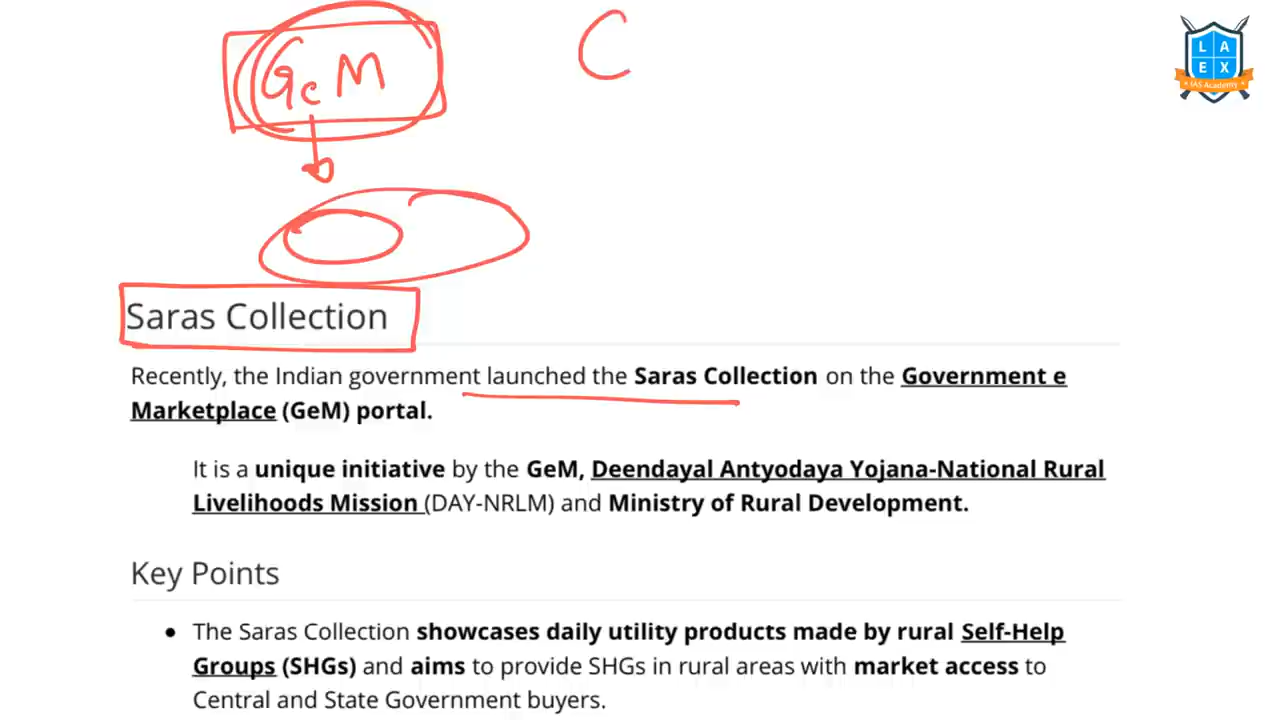 GeM
C
L A
E X
IAS Academy
Saras Collection
Recently, the Indian government launched the Saras Collection on the Government e
Marketplace (GeM) portal.
It is a unique initiative by the GeM, Deendayal Antyodaya Yojana-National Rural
Livelihoods Mission (DAY-NRLM) and Ministry of Rural Development.
Key Points
• The Saras Collection showcases daily utility products made by rural Self-Help
Groups (SHGs) and aims to provide SHGs in rural areas with market access to
Central and State Government buyers.